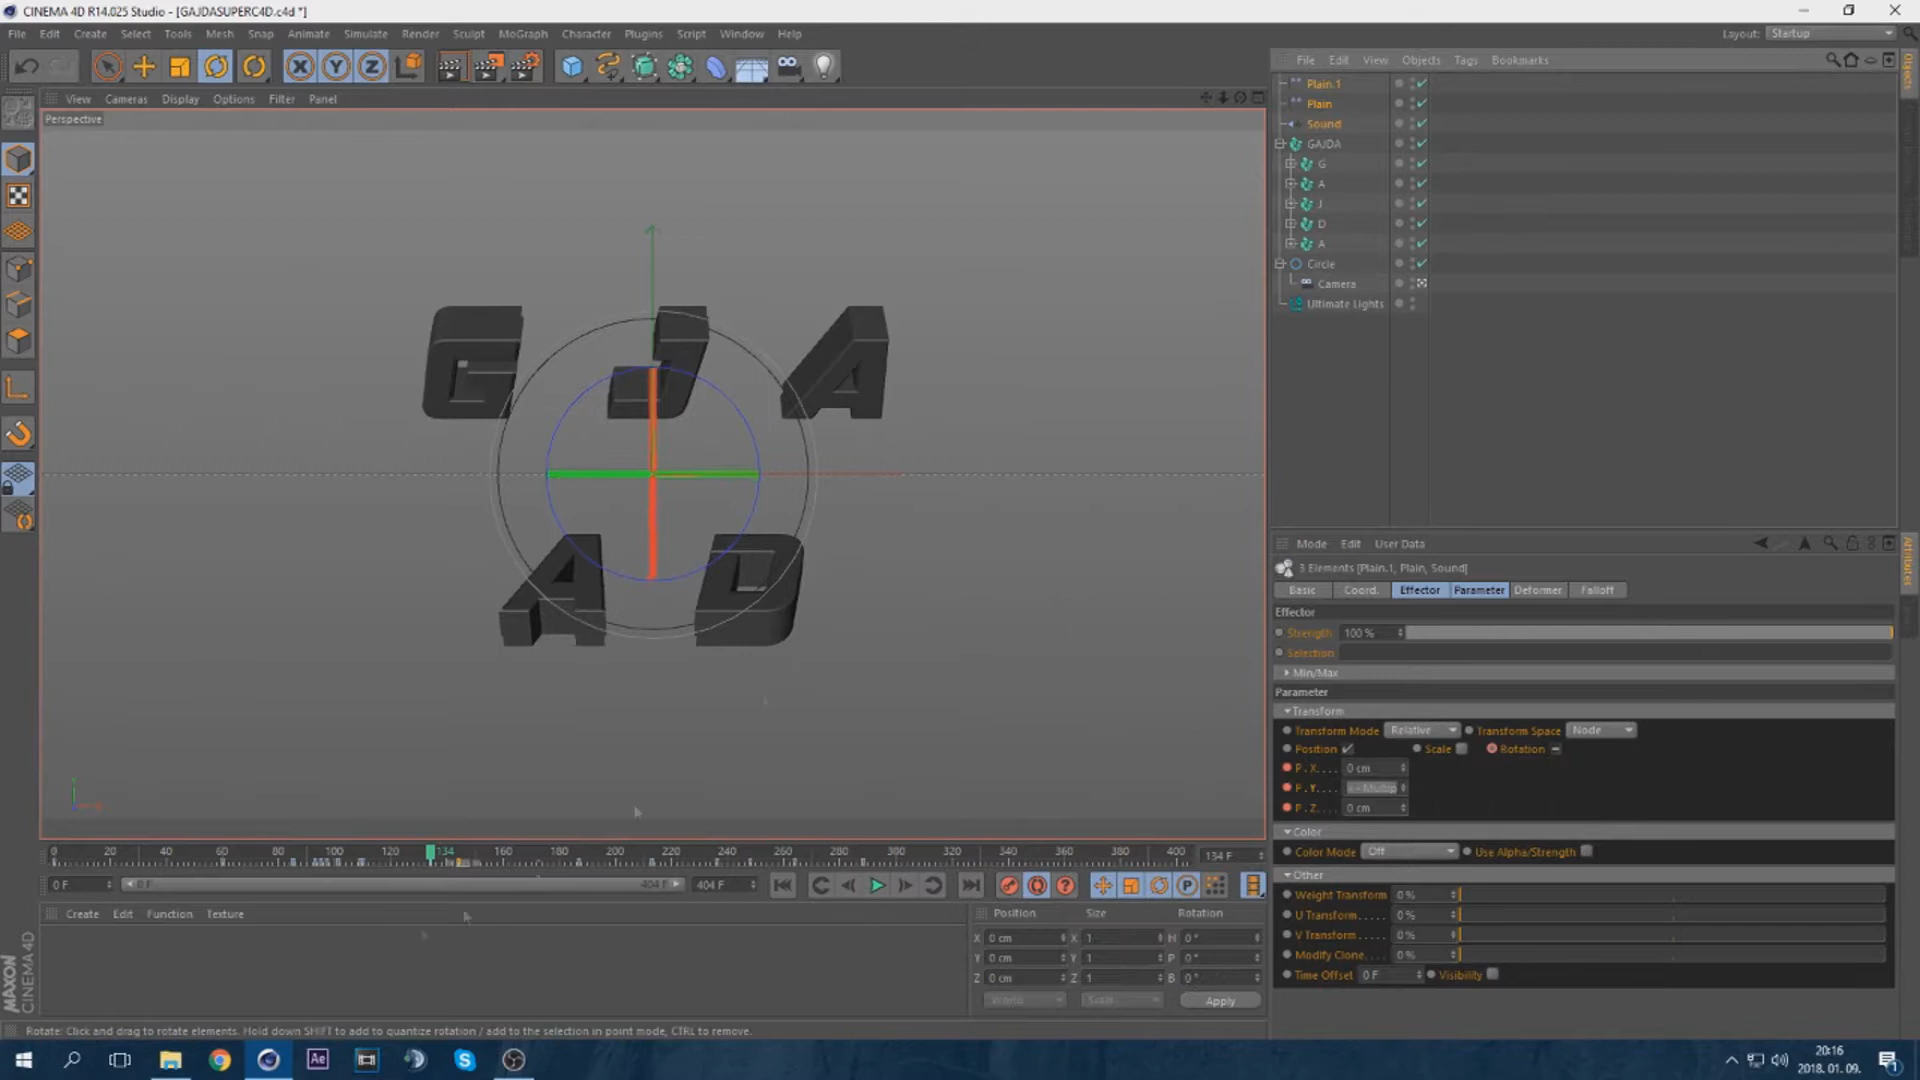 CINEMA 4D R14.025 Studio - [GAJDASUPERC4D.c4d *]
File Edit Create Select Tools Mesh Snap Animate Simulate Render Sculpt MoGraph Character Plugins Script Window Help
Layout: Startup
X Y Z
View Cameras Display Options Filter Panel
Perspective
G J A
A D
File Edit View Objects Tags Bookmarks
Plain.1
Plain
Sound
GAJDA
G
A
J
D
A
Circle
Camera
Ultimate Lights
Objects
Mode Edit User Data
3 Elements [Plain.1, Plain, Sound]
Basic Coord. Effector Parameter Deformer Falloff
Effector
Strength 100 %
Selection
Min/Max
Parameter
Transform
Transform Mode Relative Transform Space Node
Position Scale Rotation
P . X . . . . 0 cm
P . Y . . . .
P . Z . . . . 0 cm
Color
Color Mode Off Use Alpha/Strength
Other
Weight Transform 0 %
U Transform . . . . . 0 %
V Transform . . . . . 0 %
Modify Clone. . . . 0 %
Time Offset 0 F Visibility
Attributes
0 20 40 60 80 100 120 134 160 180 200 220 240 260 280 300 320 340 360 380 400 134 F
0 F 0 F 404 F 404 F
P
Create Edit Function Texture
Position Size Rotation
X 0 cm X 1 H 0 °
Y 0 cm Y 1 P 0 °
Z 0 cm Z 1 B 0 °
World Scale Apply
MAXON
CINEMA 4D
Rotate: Click and drag to rotate elements. Hold down SHIFT to add to quantize rotation / add to the selection in point mode, CTRL to remove.
Ae
20:16
2018. 01. 09.
1